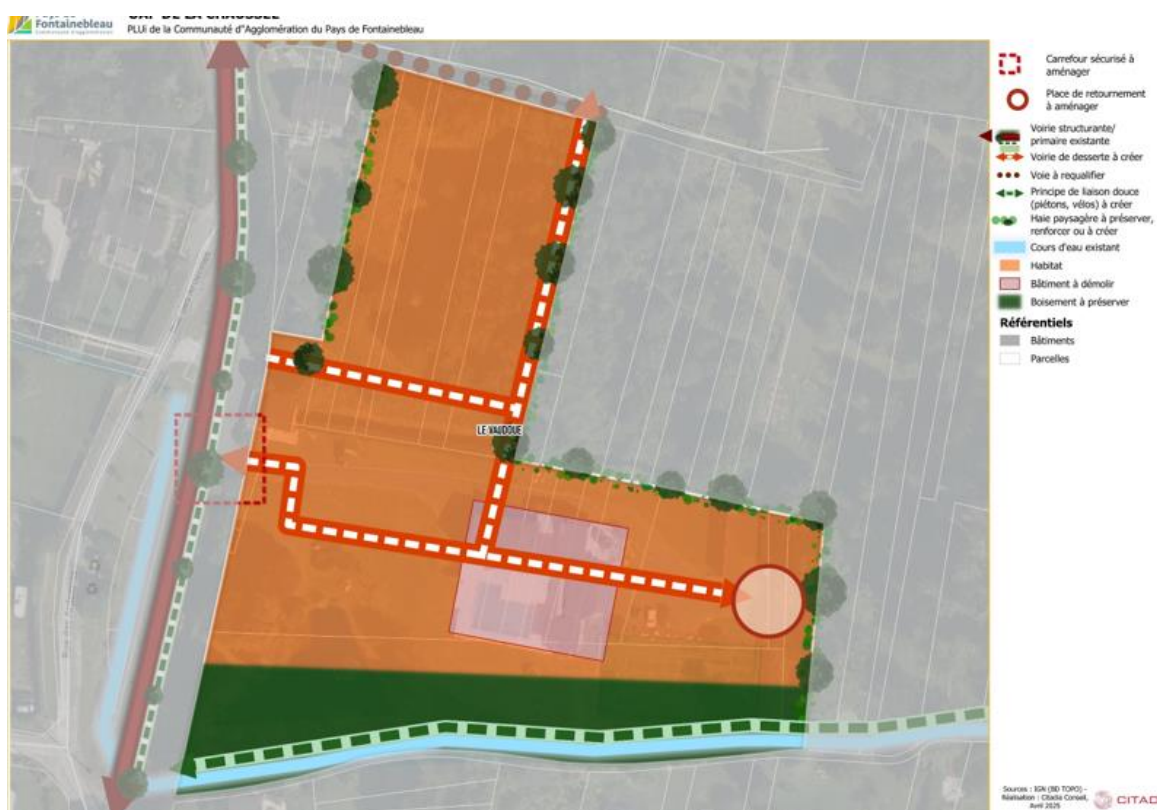 Fontainebleau
PLUi de la Communauté d"Agglomération du Pays de Fontainebleau
Carrefour sécurisé à
aménager
Place de retournement
à aménager
Voirie structurante/
primaire existante
Voirie de desserte à créer
Voie à requalifier
Principe de liaison douce
(piétons, vélos) à créer
Haie paysagère à préserver,
renforcer ou à créer
Cours d'eau existant
Habitat
Bâtiment à démolir
Boisement à préserver
Référentiels
Bâtiments
Parcelles
LE VAUDOUE
Sources : IGN (BD TOPO) -
Réalisation : Citadia Conseil,
Avril 2025
CITAD